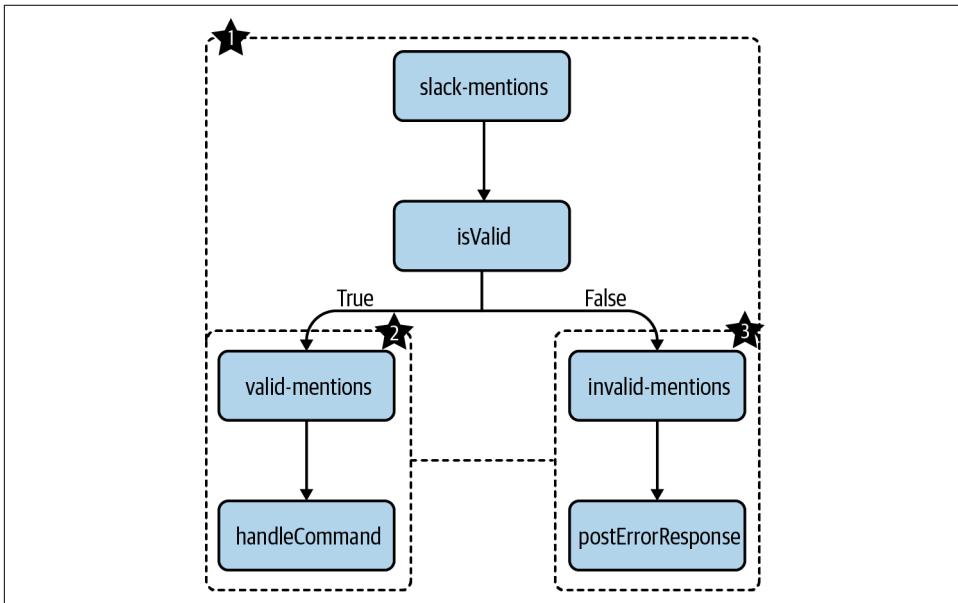 1
slack-mentions
isValid
True
False
2
3
valid-mentions
invalid-mentions
handleCommand
postErrorResponse